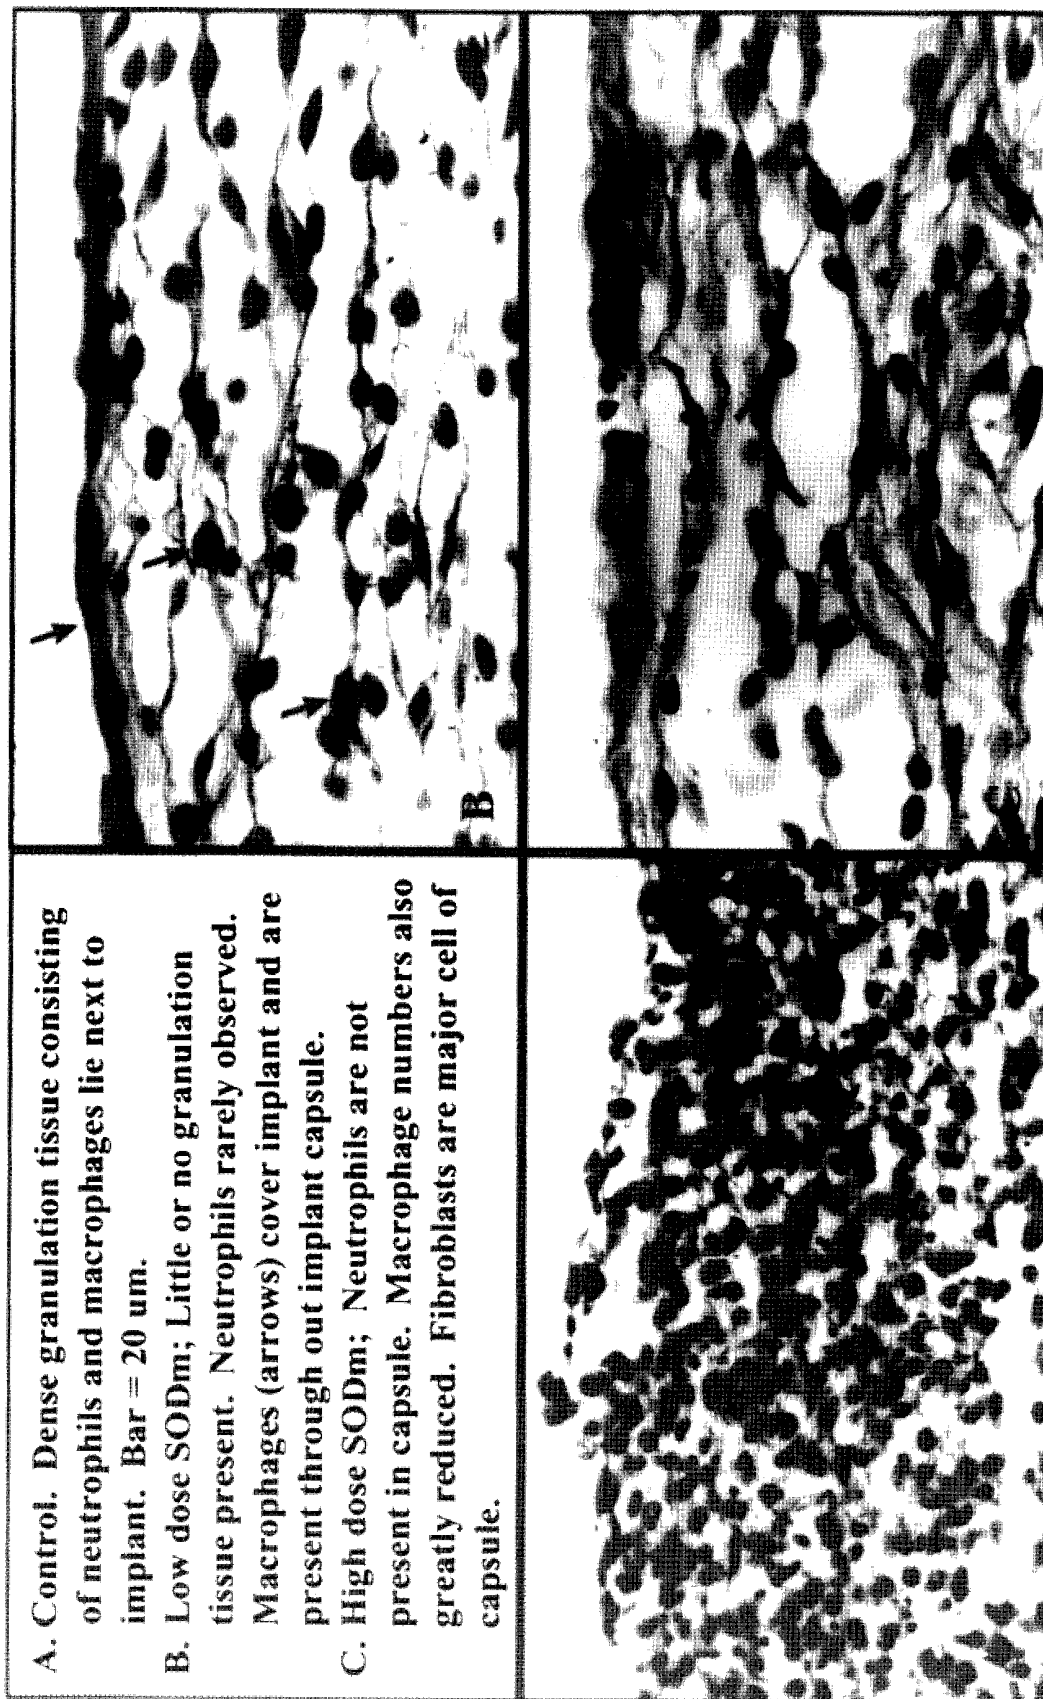 A. Control. Dense granulation tissue consisting
of neutrophils and macrophages lie next to
implant. Bar = 20 um.
B. Low dose SODm; Little or no granulation
tissue present. Neutrophils rarely observed.
Macrophages (arrows) cover implant and are
present through out implant capsule.
C. High dose SODm; Neutrophils are not
present in capsule. Macrophage numbers also
greatly reduced. Fibroblasts are major cell of
capsule.
B